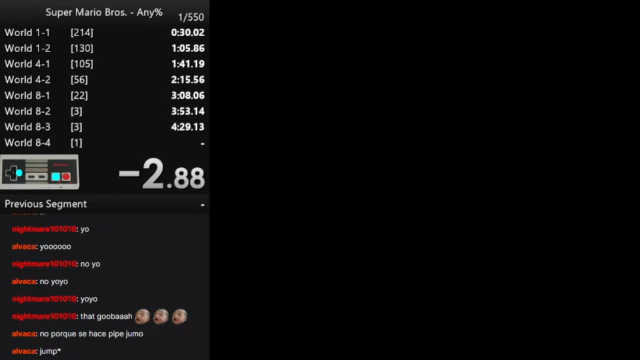 Super Mario Bros. - Any%
1/550
World 1-1 [214] 0:30.02
World 1-2 [130] 1:05.86
World 4-1 [105] 1:41.19
World 4-2 [56] 2:15.56
World 8-1 [22] 3:08.06
World 8-2 [3] 3:53.14
World 8-3 [3] 4:29.13
World 8-4 [1] -
-2.88
Previous Segment -
nightmare101010: yo
alvaca: yoooooo
nightmare101010: no yo
alvaca: no yoyo
nightmare101010: yoyo
nightmare101010: that goobaaah
alvaca: no porque se hace pipe jumo
alvaca: jump*